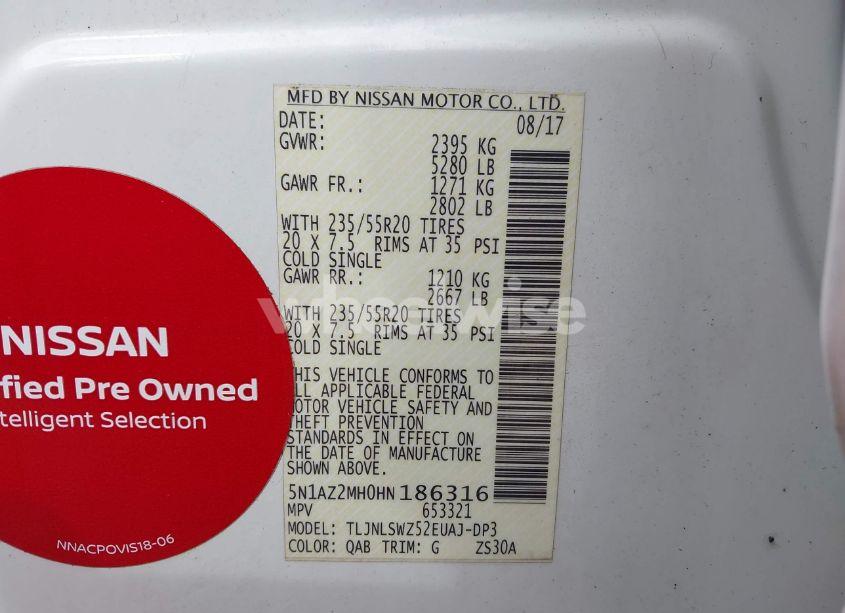 MFD BY NISSAN MOTOR CO., LTD.
DATE: 08/17
GVWR: 2395 KG
5280 LB
GAWR FR.: 1271 KG
2802 LB
WITH 235/55R20 TIRES
20 X 7.5 RIMS AT 35 PSI
COLD SINGLE
GAWR RR.: 1210 KG
2667 LB
WITH 235/55R20 TIRES
20 X 7.5 RIMS AT 35 PSI
COLD SINGLE
THIS VEHICLE CONFORMS TO
ALL APPLICABLE FEDERAL
MOTOR VEHICLE SAFETY AND
THEFT PREVENTION
STANDARDS IN EFFECT ON
THE DATE OF MANUFACTURE
SHOWN ABOVE.
5N1AZ2MH0HN186316
MPV 653321
MODEL: TLJNLSWZ52EUAJ-DP3
COLOR: QAB TRIM: G ZS30A
NISSAN
fied Pre Owned
telligent Selection
NNACPOVIS18-06